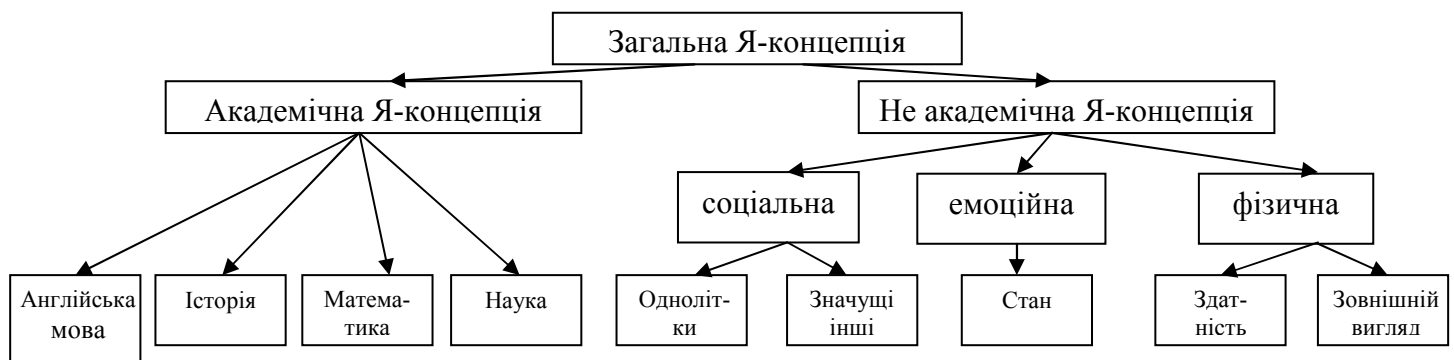 Загальна Я-концепція
Академічна Я-концепція
Не академічна Я-концепція
соціальна
емоційна
фізична
Англійська
мова
Історія
Матема-
тика
Наука
Одноліт-
ки
Значущі
інші
Стан
Здат-
ність
Зовнішній
вигляд